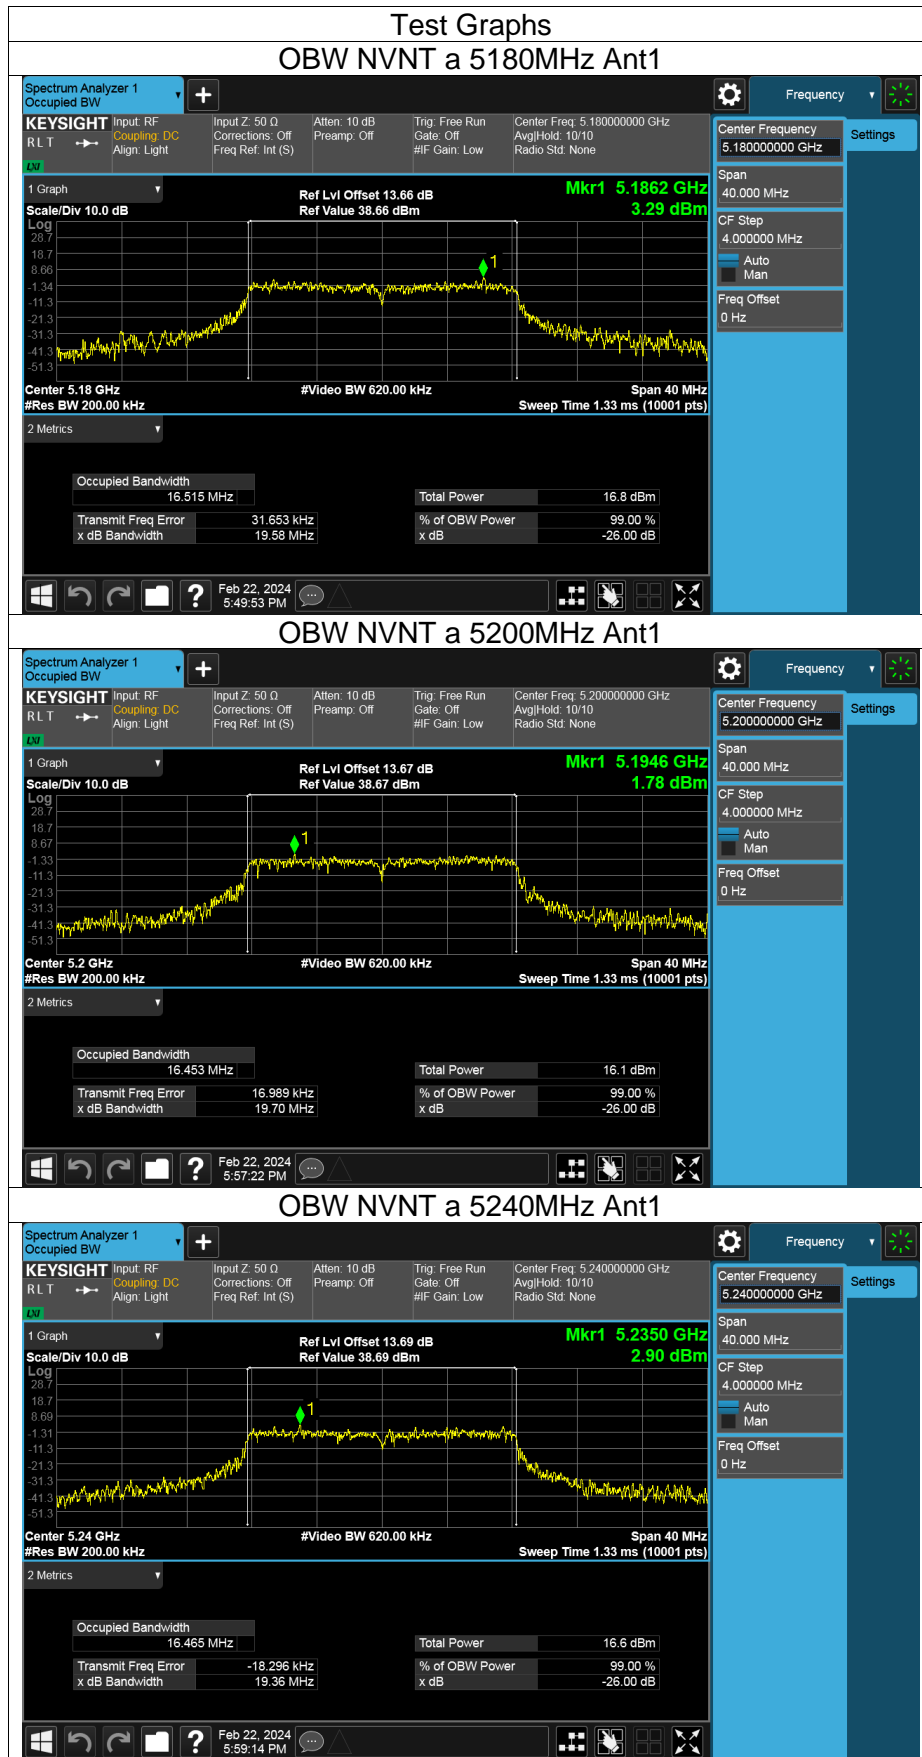 Test Graphs
OBW NVNT a 5180MHz Ant1
Spectrum Analyzer 1
Occupied BW
Frequency
KEYSIGHT Input: RF Input Z: 50 Ω Atten: 10 dB Trig: Free Run Center Freq: 5.180000000 GHz
RLT Coupling: DC Corrections: Off Preamp: Off Gate: Off Avg|Hold: 10/10
Align: Light Freq Ref: Int (S) #IF Gain: Low Radio Std: None
LXI
Center Frequency
5.180000000 GHz
Settings
Span
40.000 MHz
CF Step
4.000000 MHz
Auto
Man
Freq Offset
0 Hz
1 Graph
Ref Lvl Offset 13.66 dB
Mkr1 5.1862 GHz
Scale/Div 10.0 dB Ref Value 38.66 dBm 3.29 dBm
Log
28.7
18.7
8.66
-1.34
-11.3
-21.3
-31.3
-41.3
-51.3
1
Center 5.18 GHz #Video BW 620.00 kHz Span 40 MHz
#Res BW 200.00 kHz Sweep Time 1.33 ms (10001 pts)
2 Metrics
Occupied Bandwidth
16.515 MHz Total Power 16.8 dBm
Transmit Freq Error 31.653 kHz % of OBW Power 99.00 %
x dB Bandwidth 19.58 MHz x dB -26.00 dB
? Feb 22, 2024
5:49:53 PM
OBW NVNT a 5200MHz Ant1
Spectrum Analyzer 1
Occupied BW
Frequency
KEYSIGHT Input: RF Input Z: 50 Ω Atten: 10 dB Trig: Free Run Center Freq: 5.200000000 GHz
RLT Coupling: DC Corrections: Off Preamp: Off Gate: Off Avg|Hold: 10/10
Align: Light Freq Ref: Int (S) #IF Gain: Low Radio Std: None
LXI
Center Frequency
5.200000000 GHz
Settings
Span
40.000 MHz
CF Step
4.000000 MHz
Auto
Man
Freq Offset
0 Hz
1 Graph
Ref Lvl Offset 13.67 dB
Mkr1 5.1946 GHz
Scale/Div 10.0 dB Ref Value 38.67 dBm 1.78 dBm
Log
28.7
18.7
8.67
-1.33
-11.3
-21.3
-31.3
-41.3
-51.3
1
Center 5.2 GHz #Video BW 620.00 kHz Span 40 MHz
#Res BW 200.00 kHz Sweep Time 1.33 ms (10001 pts)
2 Metrics
Occupied Bandwidth
16.453 MHz Total Power 16.1 dBm
Transmit Freq Error 16.989 kHz % of OBW Power 99.00 %
x dB Bandwidth 19.70 MHz x dB -26.00 dB
? Feb 22, 2024
5:57:22 PM
OBW NVNT a 5240MHz Ant1
Spectrum Analyzer 1
Occupied BW
Frequency
KEYSIGHT Input: RF Input Z: 50 Ω Atten: 10 dB Trig: Free Run Center Freq: 5.240000000 GHz
RLT Coupling: DC Corrections: Off Preamp: Off Gate: Off Avg|Hold: 10/10
Align: Light Freq Ref: Int (S) #IF Gain: Low Radio Std: None
LXI
Center Frequency
5.240000000 GHz
Settings
Span
40.000 MHz
CF Step
4.000000 MHz
Auto
Man
Freq Offset
0 Hz
1 Graph
Ref Lvl Offset 13.69 dB
Mkr1 5.2350 GHz
Scale/Div 10.0 dB Ref Value 38.69 dBm 2.90 dBm
Log
28.7
18.7
8.69
-1.31
-11.3
-21.3
-31.3
-41.3
-51.3
1
Center 5.24 GHz #Video BW 620.00 kHz Span 40 MHz
#Res BW 200.00 kHz Sweep Time 1.33 ms (10001 pts)
2 Metrics
Occupied Bandwidth
16.465 MHz Total Power 16.6 dBm
Transmit Freq Error -18.296 kHz % of OBW Power 99.00 %
x dB Bandwidth 19.36 MHz x dB -26.00 dB
? Feb 22, 2024
5:59:14 PM